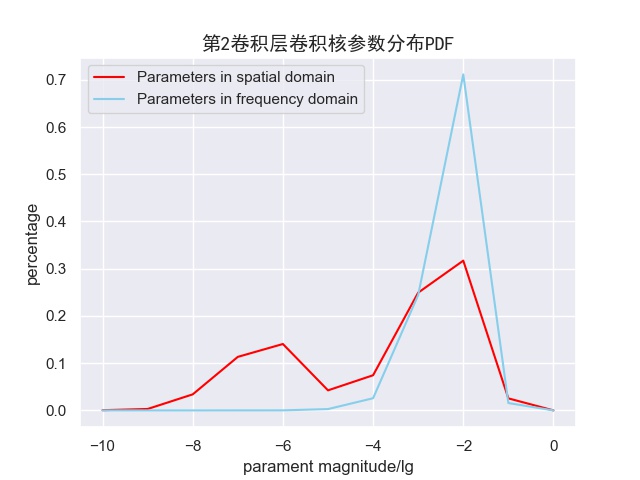 第2卷积层卷积核参数分布PDF
Parameters in spatial domain
Parameters in frequency domain
percentage
0.7
0.6
0.5
0.4
0.3
0.2
0.1
0.0
−10 −8 −6 −4 −2 0
parament magnitude/lg